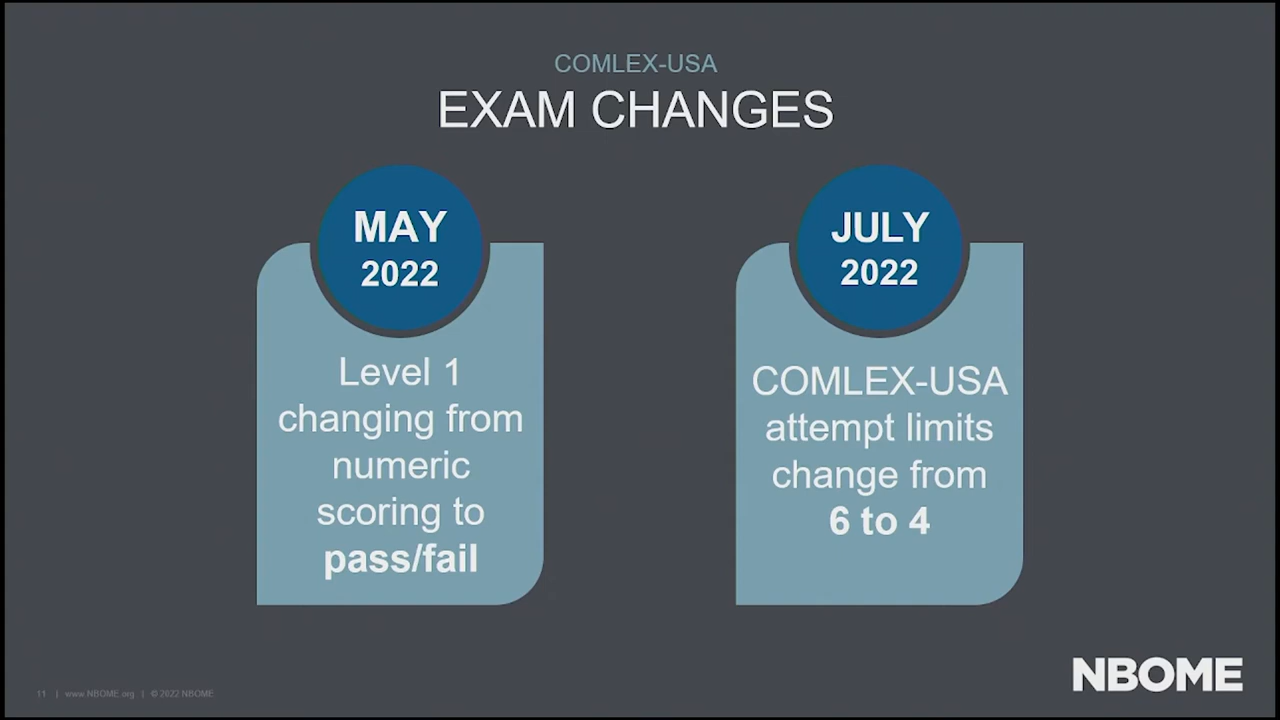 COMLEX-USA
EXAM CHANGES
MAY
2022
Level 1
changing from
numeric
scoring to
pass/fail
JULY
2022
COMLEX-USA
attempt limits
change from
6 to 4
11 | www.NBOME.org | © 2022 NBOME
NBOME